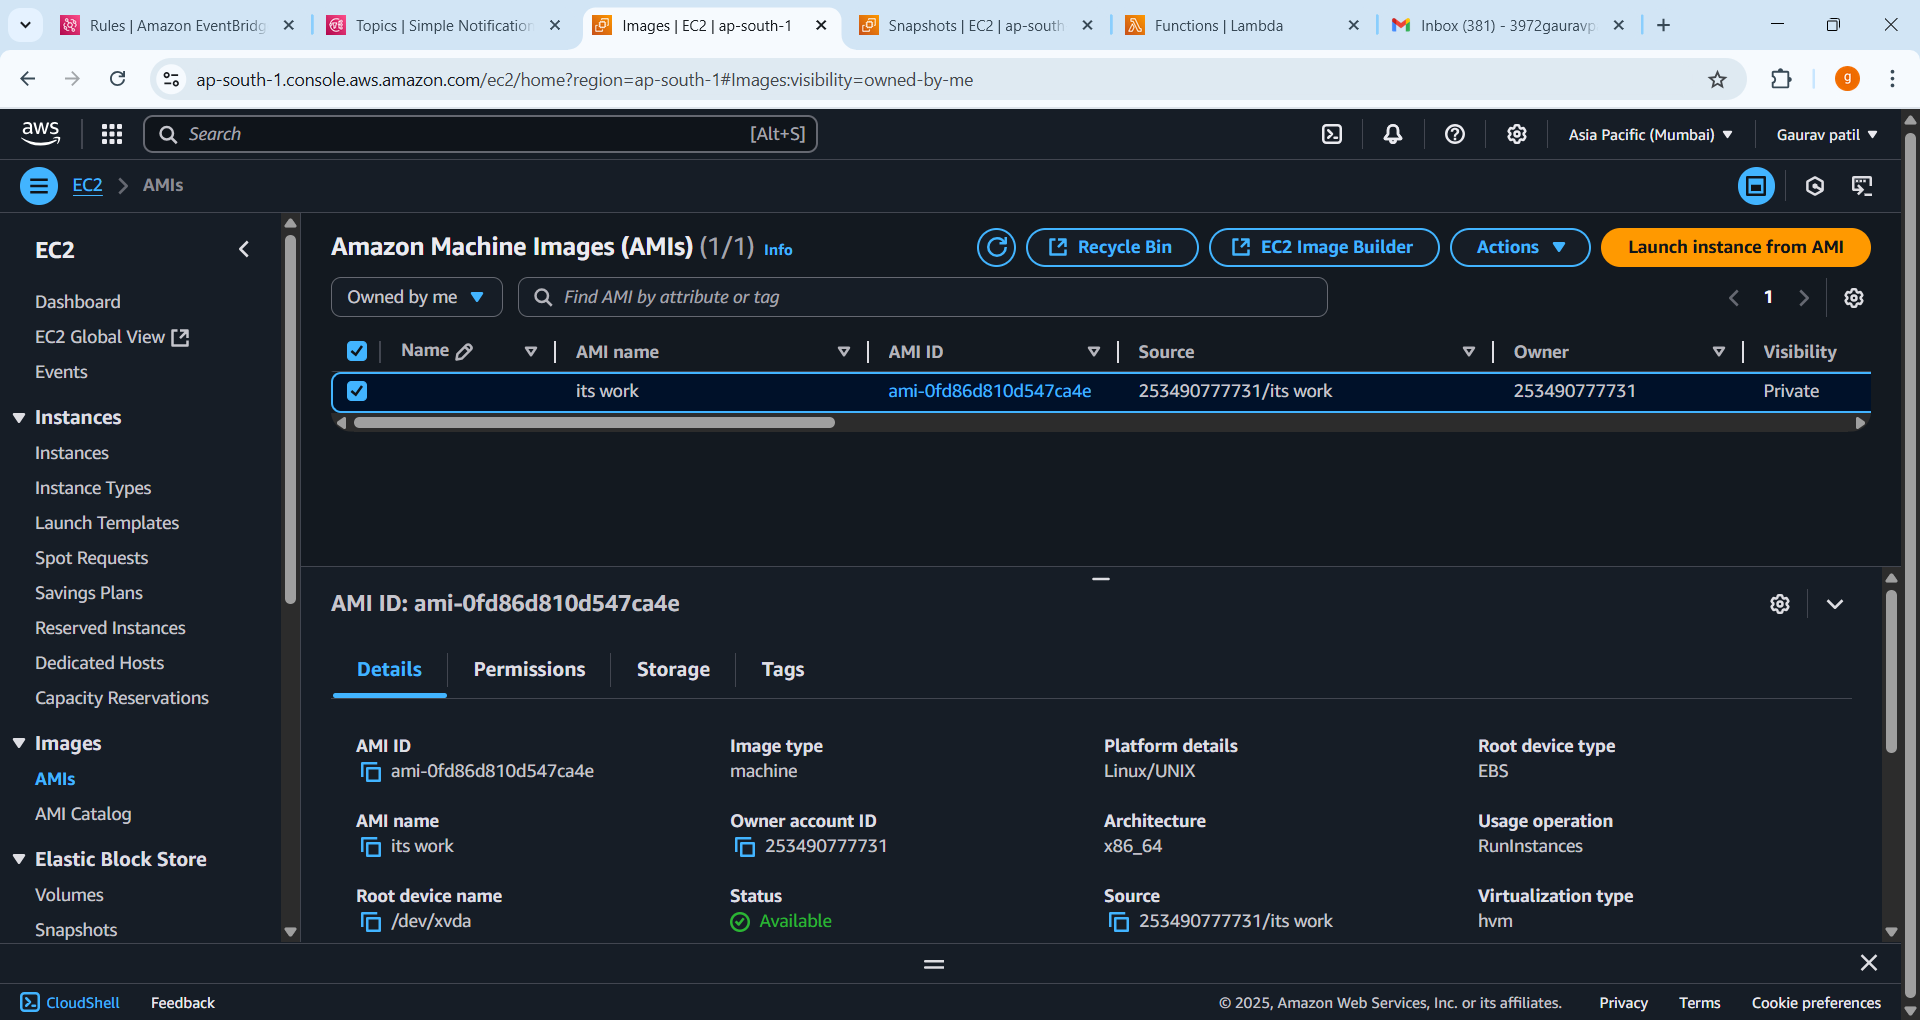 Rules | Amazon EventBridg
Topics | Simple Notification
Images | EC2 | ap-south-1
Snapshots | EC2 | ap-south
Functions | Lambda
Inbox (381) - 3972gauravp
ap-south-1.console.aws.amazon.com/ec2/home?region=ap-south-1#Images:visibility=owned-by-me
g
aws
Search
[Alt+S]
Asia Pacific (Mumbai)
Gaurav patil
EC2 > AMIs
EC2
Dashboard
EC2 Global View
Events
Instances
Instances
Instance Types
Launch Templates
Spot Requests
Savings Plans
Reserved Instances
Dedicated Hosts
Capacity Reservations
Images
AMIs
AMI Catalog
Elastic Block Store
Volumes
Snapshots
Amazon Machine Images (AMIs) (1/1) Info
Recycle Bin
EC2 Image Builder
Actions
Launch instance from AMI
Owned by me
Find AMI by attribute or tag
1
Name AMI name AMI ID Source Owner Visibility
its work ami-0fd86d810d547ca4e 253490777731/its work 253490777731 Private
AMI ID: ami-0fd86d810d547ca4e
Details Permissions Storage Tags
AMI ID Image type Platform details Root device type
ami-0fd86d810d547ca4e machine Linux/UNIX EBS
AMI name Owner account ID Architecture Usage operation
its work 253490777731 x86_64 RunInstances
Root device name Status Source Virtualization type
/dev/xvda Available 253490777731/its work hvm
CloudShell Feedback © 2025, Amazon Web Services, Inc. or its affiliates. Privacy Terms Cookie preferences